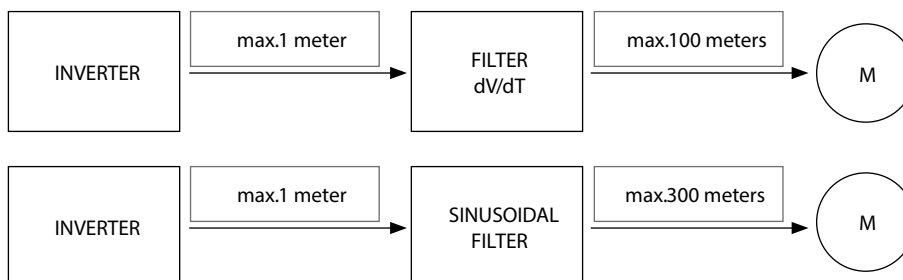 INVERTER
max.1 meter
FILTER
dV/dT
max.100 meters
M
INVERTER
max.1 meter
SINUSOIDAL
FILTER
max.300 meters
M